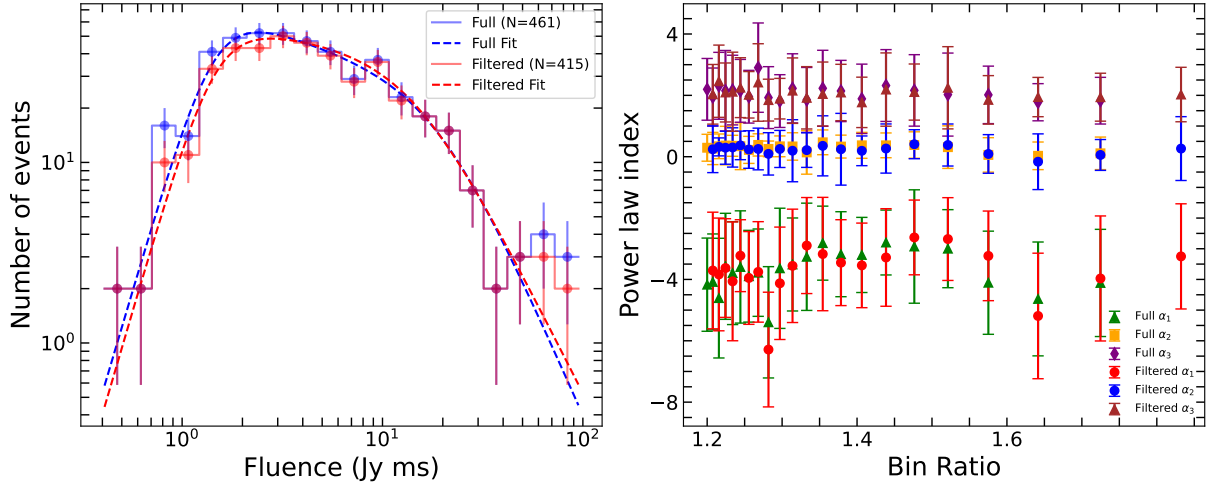 Full (N=461)
Full Fit
Filtered (N=415)
Filtered Fit
10¹
10⁰
Number of events
10⁰ 10¹ 10²
Fluence (Jy ms)
4
0
−4
−8
Power law index
Full α₁
Full α₂
Full α₃
Filtered α₁
Filtered α₂
Filtered α₃
1.2 1.4 1.6
Bin Ratio